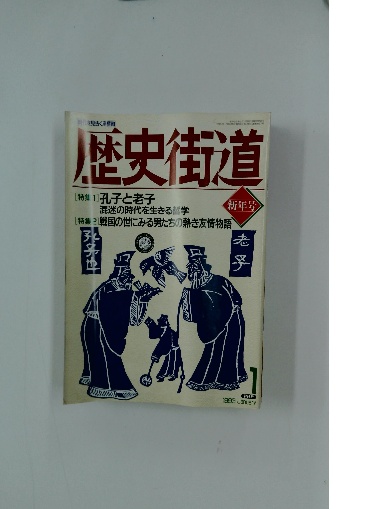 歴史街道
新年号
[特集1]孔子と老子
混迷の時代を生きる哲学
[特集2]戦国の世にみる男たちの熱き友情物語
孔子
老子
1